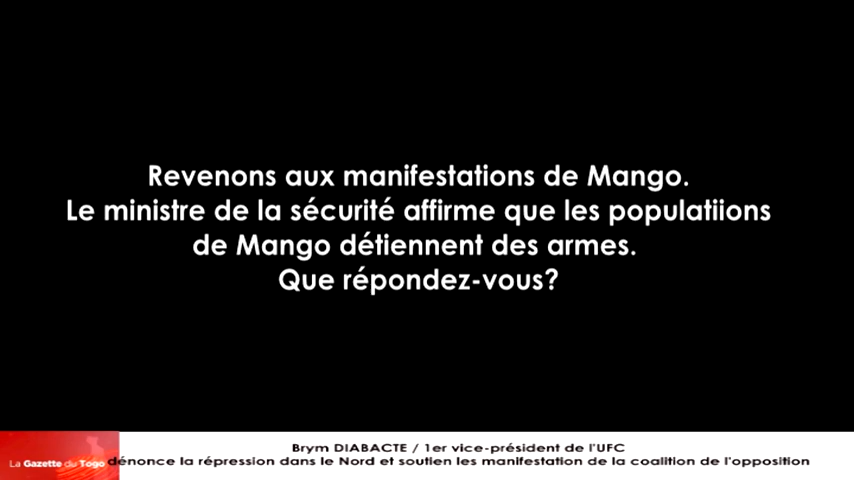 Revenons aux manifestations de Mango.
Le ministre de la sécurité affirme que les populatiions
de Mango détiennent des armes.
Que répondez-vous?
Brym DIABACTE / 1er vice-président de l'UFC
La Gazette du Togo dénonce la répression dans le Nord et soutien les manifestation de la coalition de l'opposition